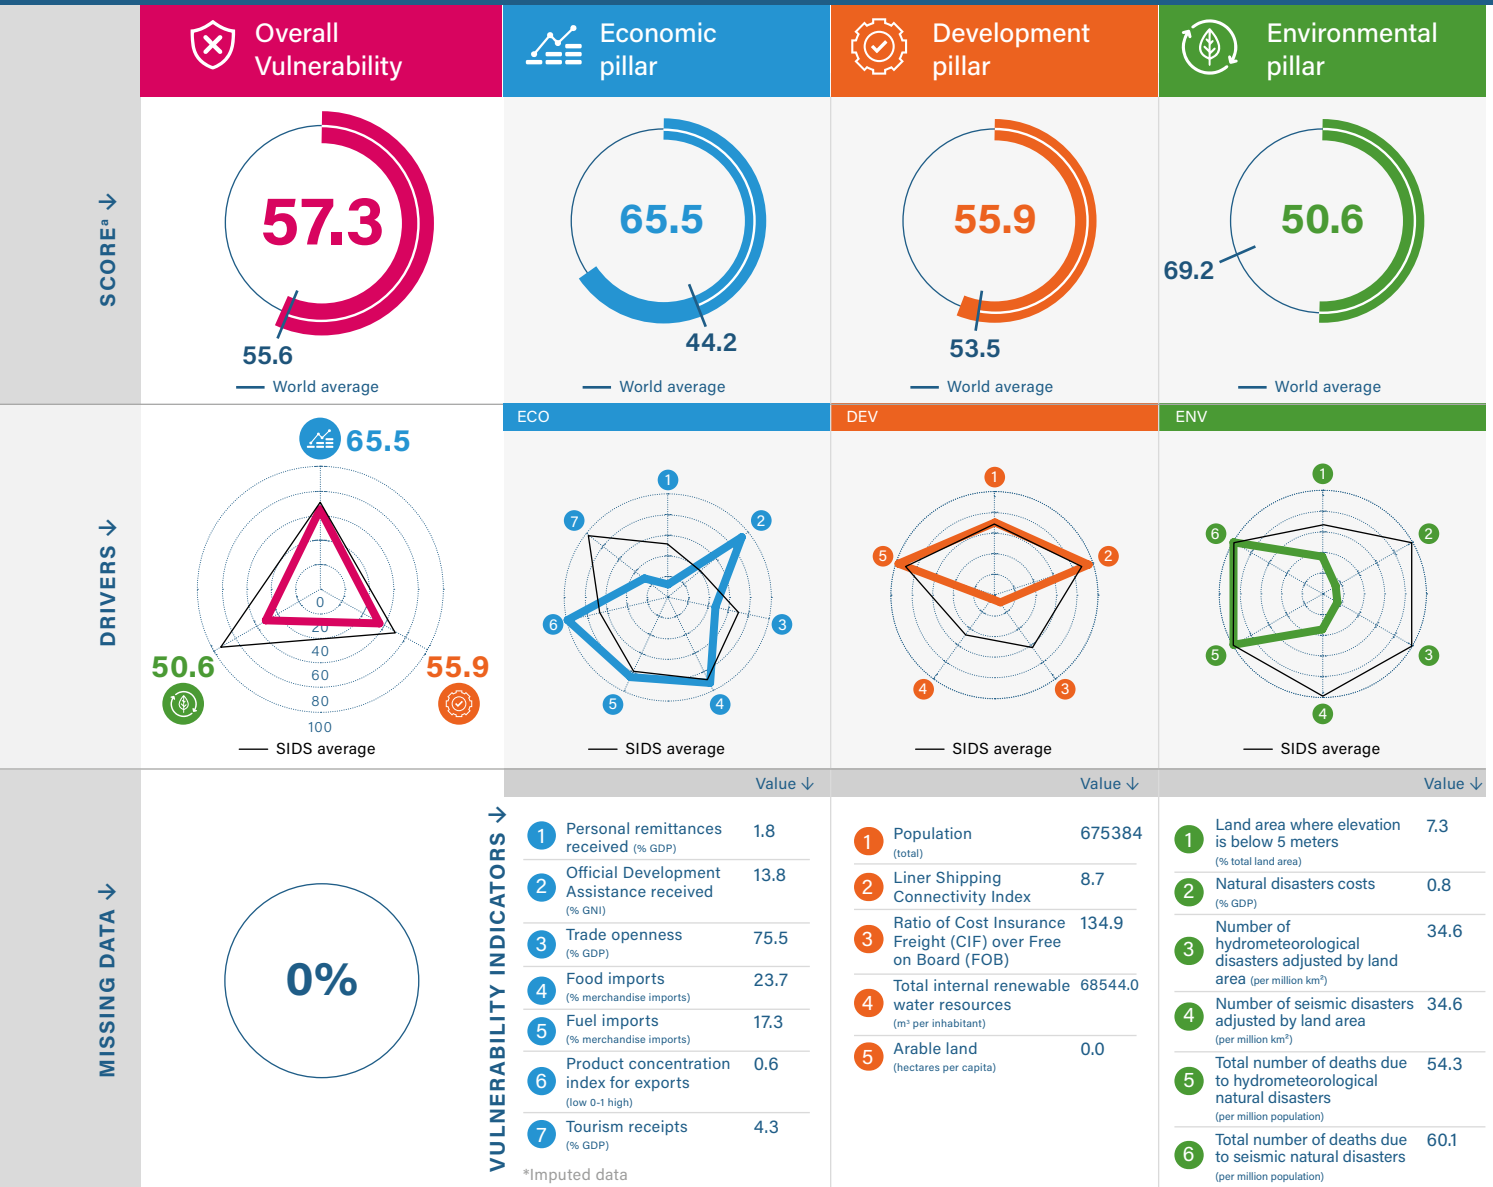 Overall
Vulnerability
Economic
pillar
Development
pillar
Environmental
pillar
SCOREª →
57.3
55.6
World average
65.5
44.2
World average
55.9
53.5
World average
50.6
69.2
World average
DRIVERS →
65.5
0
20
40
60
80
100
50.6
55.9
SIDS average
ECO
1
2
3
4
5
6
7
SIDS average
DEV
1
2
3
4
5
SIDS average
ENV
1
2
3
4
5
6
SIDS average
MISSING DATA →
0%
VULNERABILITY INDICATORS →
Value ↓
1 Personal remittances 1.8
received (% GDP)
2 Official Development 13.8
Assistance received
(% GNI)
3 Trade openness 75.5
(% GDP)
4 Food imports 23.7
(% merchandise imports)
5 Fuel imports 17.3
(% merchandise imports)
6 Product concentration 0.6
index for exports
(low 0-1 high)
7 Tourism receipts 4.3
(% GDP)
*Imputed data
Value ↓
1 Population 675384
(total)
2 Liner Shipping 8.7
Connectivity Index
3 Ratio of Cost Insurance 134.9
Freight (CIF) over Free
on Board (FOB)
4 Total internal renewable 68544.0
water resources
(m³ per inhabitant)
5 Arable land 0.0
(hectares per capita)
Value ↓
1 Land area where elevation 7.3
is below 5 meters
(% total land area)
2 Natural disasters costs 0.8
(% GDP)
3 Number of 34.6
hydrometeorological
disasters adjusted by land
area (per million km²)
4 Number of seismic disasters 34.6
adjusted by land area
(per million km²)
5 Total number of deaths due 54.3
to hydrometeorological
natural disasters
(per million population)
6 Total number of deaths due 60.1
to seismic natural disasters
(per million population)